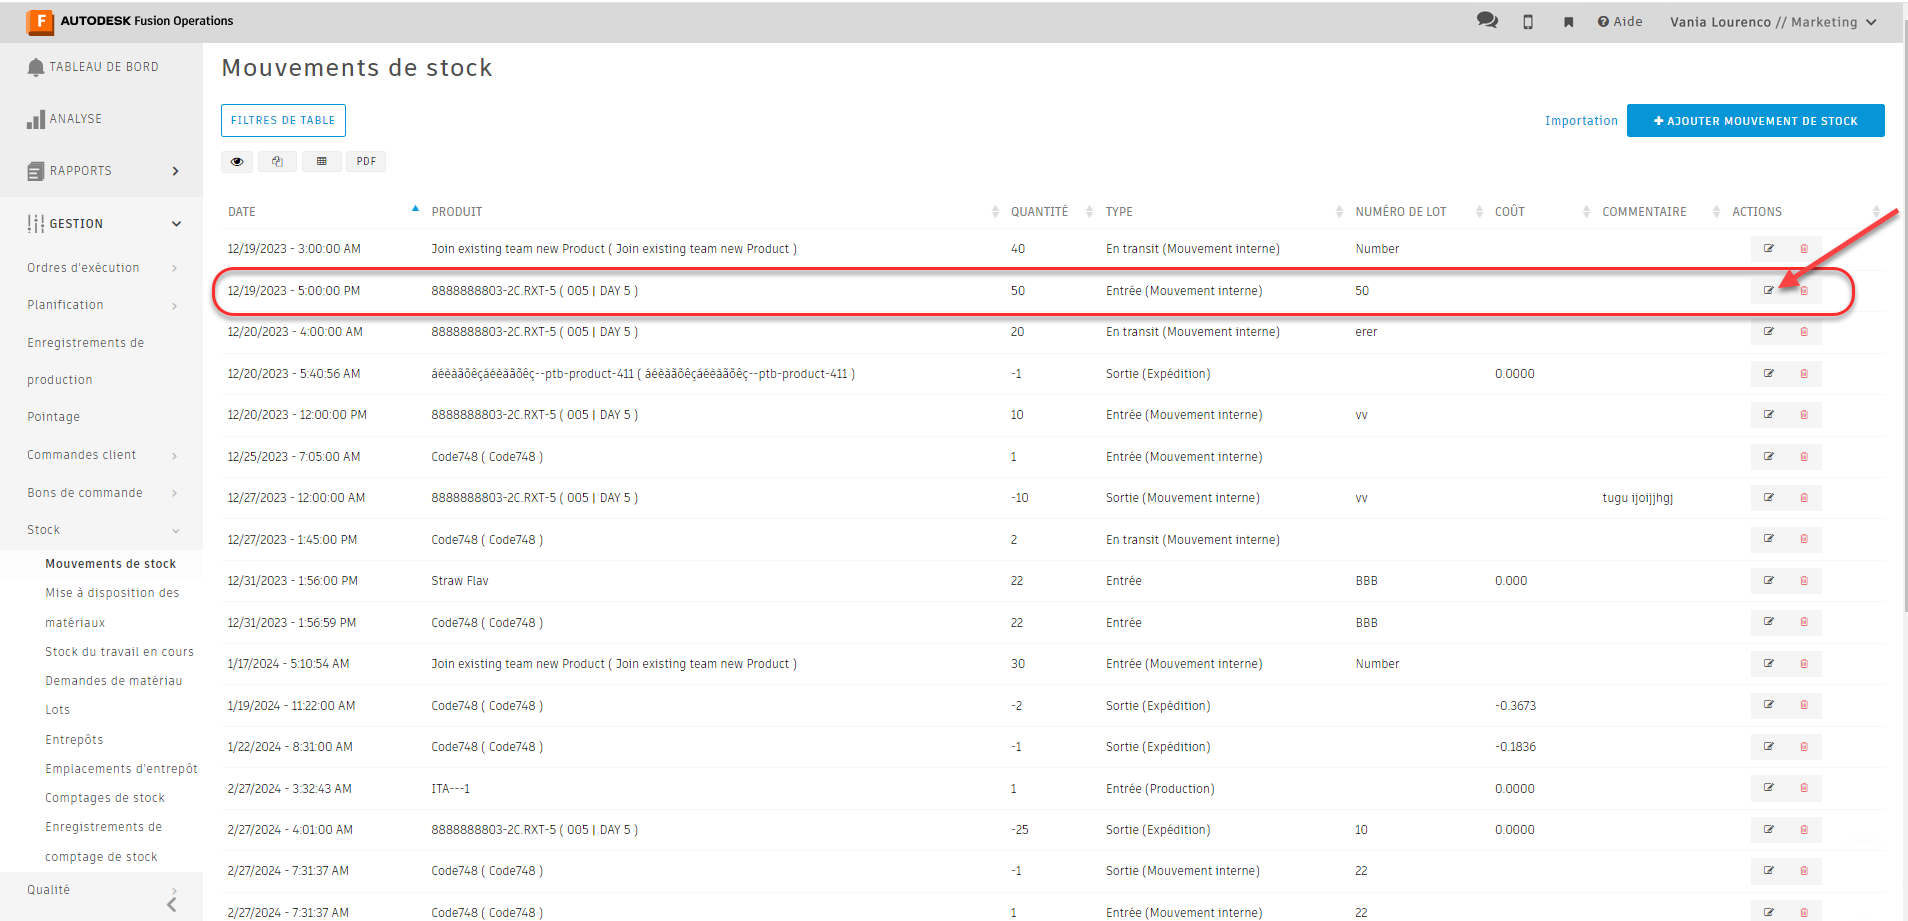 AUTODESK Fusion Operations
Aide
Vania Lourenco // Marketing
TABLEAU DE BORD
ANALYSE
RAPPORTS
GESTION
Ordres d'exécution
Planification
Enregistrements de
production
Pointage
Commandes client
Bons de commande
Stock
Mouvements de stock
Mise à disposition des
matériaux
Stock du travail en cours
Demandes de matériau
Lots
Entrepôts
Emplacements d'entrepôt
Comptages de stock
Enregistrements de
comptage de stock
Qualité
Mouvements de stock
FILTRES DE TABLE
Importation
+ AJOUTER MOUVEMENT DE STOCK
PDF
DATE PRODUIT QUANTITÉ TYPE NUMÉRO DE LOT COÛT COMMENTAIRE ACTIONS
12/19/2023 - 3:00:00 AM Join existing team new Product ( Join existing team new Product ) 40 En transit (Mouvement interne) Number
12/19/2023 - 5:00:00 PM 8888888803-2C.RXT-5 ( 005 | DAY 5 ) 50 Entrée (Mouvement interne) 50
12/20/2023 - 4:00:00 AM 8888888803-2C.RXT-5 ( 005 | DAY 5 ) 20 En transit (Mouvement interne) erer
12/20/2023 - 5:40:56 AM áéèàãõêçáéèàãõêç--ptb-product-411 ( áéèàãõêçáéèàãõêç--ptb-product-411 ) -1 Sortie (Expédition) 0.0000
12/20/2023 - 12:00:00 PM 8888888803-2C.RXT-5 ( 005 | DAY 5 ) 10 Entrée (Mouvement interne) vv
12/25/2023 - 7:05:00 AM Code748 ( Code748 ) 1 Entrée (Mouvement interne)
12/27/2023 - 12:00:00 AM 8888888803-2C.RXT-5 ( 005 | DAY 5 ) -10 Sortie (Mouvement interne) vv tugu ijoijjhgj
12/27/2023 - 1:45:00 PM Code748 ( Code748 ) 2 En transit (Mouvement interne)
12/31/2023 - 1:56:00 PM Straw Flav 22 Entrée BBB 0.000
12/31/2023 - 1:56:59 PM Code748 ( Code748 ) 22 Entrée BBB
1/17/2024 - 5:10:54 AM Join existing team new Product ( Join existing team new Product ) 30 Entrée (Mouvement interne) Number
1/19/2024 - 11:22:00 AM Code748 ( Code748 ) -2 Sortie (Expédition) -0.3673
1/22/2024 - 8:31:00 AM Code748 ( Code748 ) -1 Sortie (Expédition) -0.1836
2/27/2024 - 3:32:43 AM ITA---1 1 Entrée (Production) 0.0000
2/27/2024 - 4:01:00 AM 8888888803-2C.RXT-5 ( 005 | DAY 5 ) -25 Sortie (Expédition) 10 0.0000
2/27/2024 - 7:31:37 AM Code748 ( Code748 ) -1 Sortie (Mouvement interne) 22
2/27/2024 - 7:31:37 AM Code748 ( Code748 ) 1 Entrée (Mouvement interne) 22